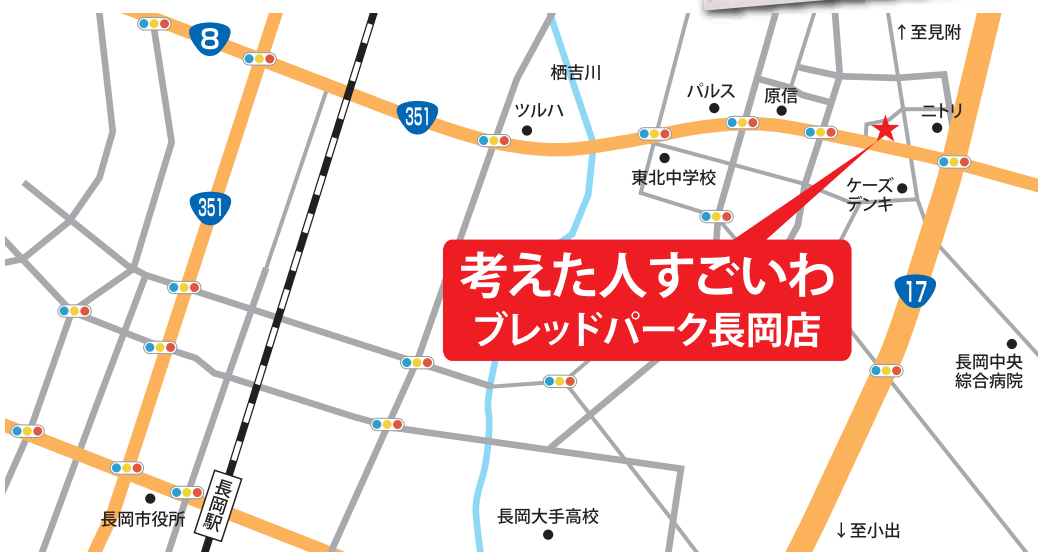 8
↑至見附
栖吉川
パルス
原信
ツルハ
351
ニトリ
東北中学校
ケーズ
デンキ
351
考えた人すごいわ
ブレッドパーク長岡店
17
長岡中央
綜合病院
長岡駅
長岡市役所
長岡大手高校
↓至小出